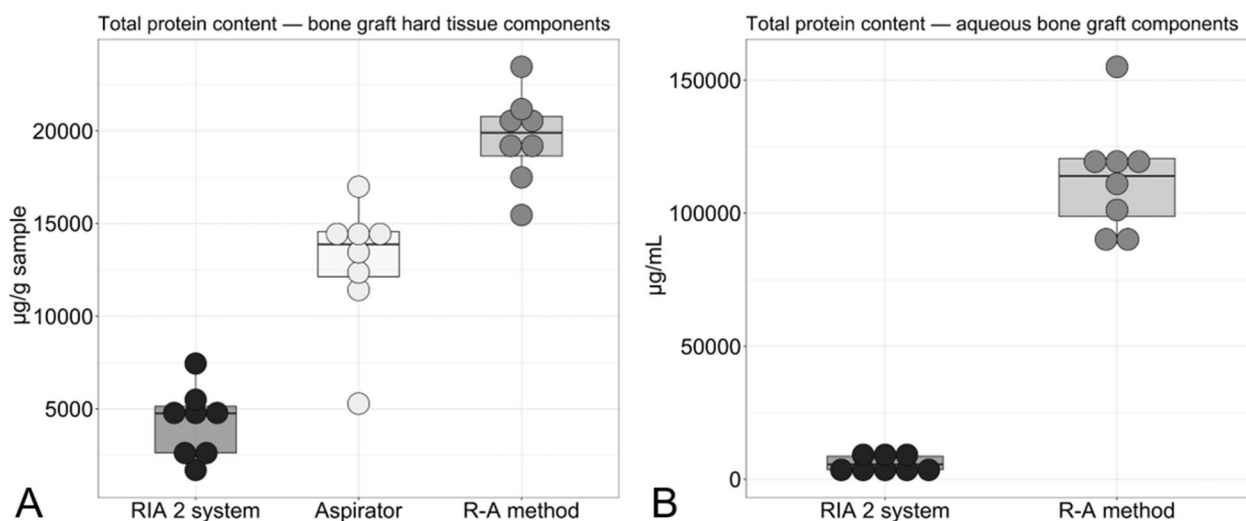 Total protein content — bone graft hard tissue components
µg/g sample
20000
15000
10000
5000
RIA 2 system
Aspirator
R-A method
A
Total protein content — aqueous bone graft components
µg/mL
150000
100000
50000
0
RIA 2 system
R-A method
B